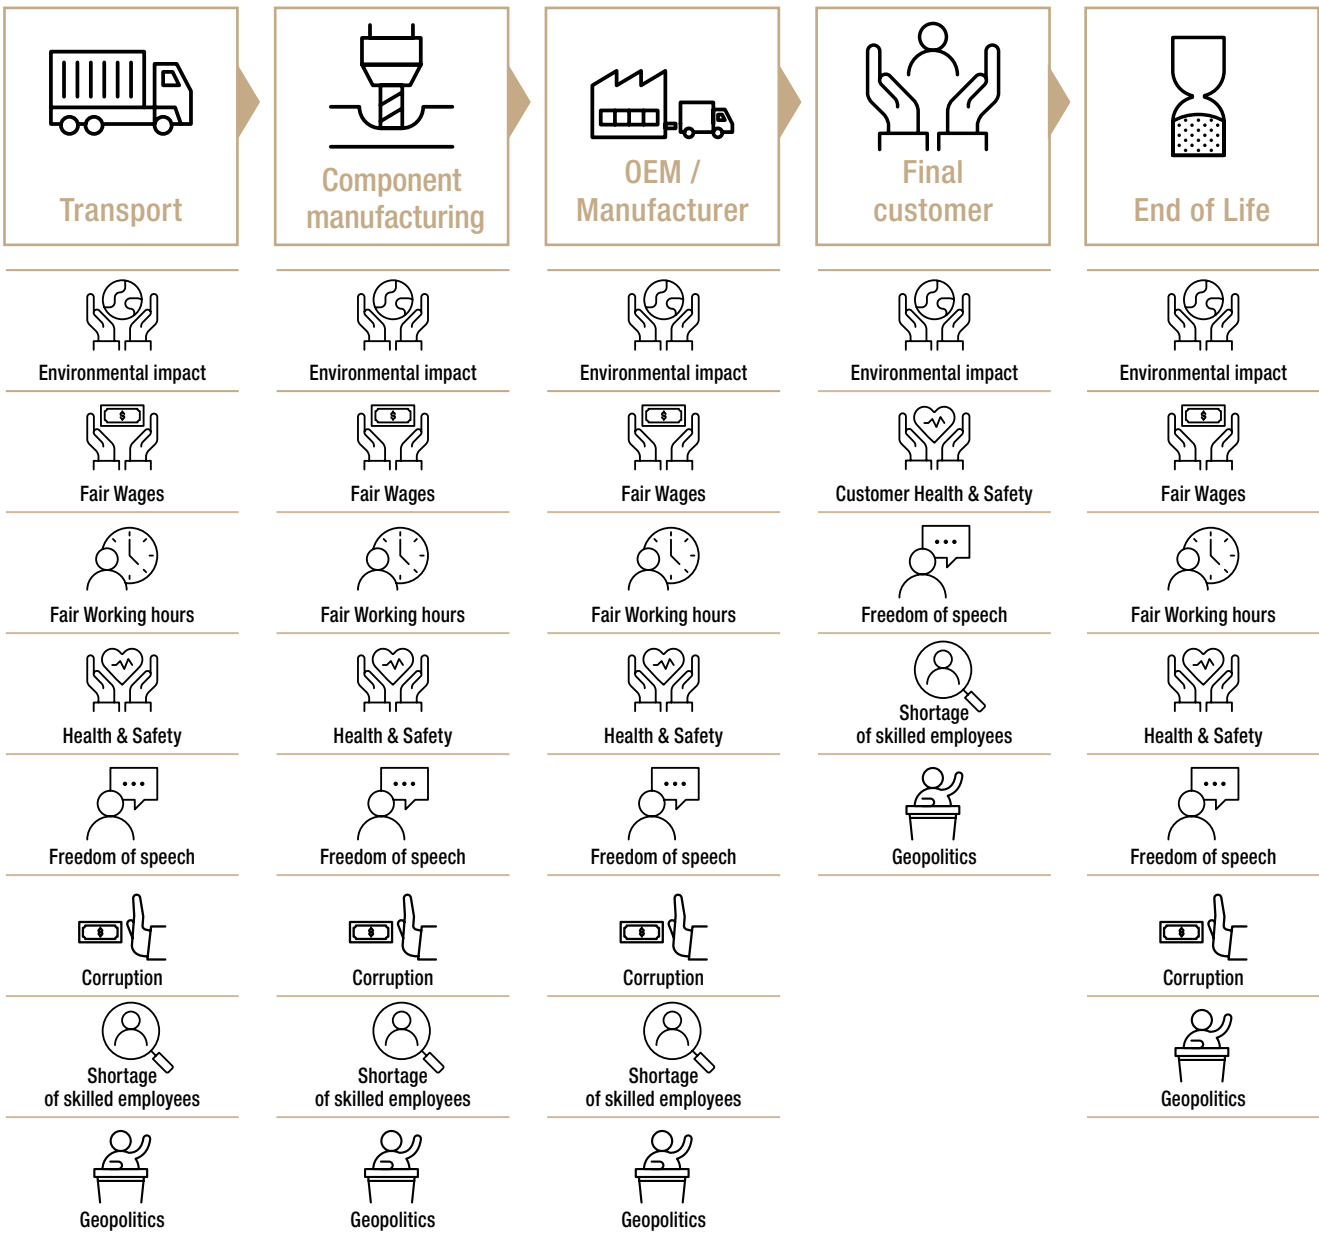 Transport
Component
manufacturing
OEM /
Manufacturer
Final
customer
End of Life
Environmental impact
Environmental impact
Environmental impact
Environmental impact
Environmental impact
Fair Wages
Fair Wages
Fair Wages
Customer Health & Safety
Fair Wages
Fair Working hours
Fair Working hours
Fair Working hours
Freedom of speech
Fair Working hours
Health & Safety
Health & Safety
Health & Safety
Shortage
of skilled employees
Health & Safety
Freedom of speech
Freedom of speech
Freedom of speech
Geopolitics
Freedom of speech
Corruption
Corruption
Corruption
Corruption
Shortage
of skilled employees
Shortage
of skilled employees
Shortage
of skilled employees
Geopolitics
Geopolitics
Geopolitics
Geopolitics